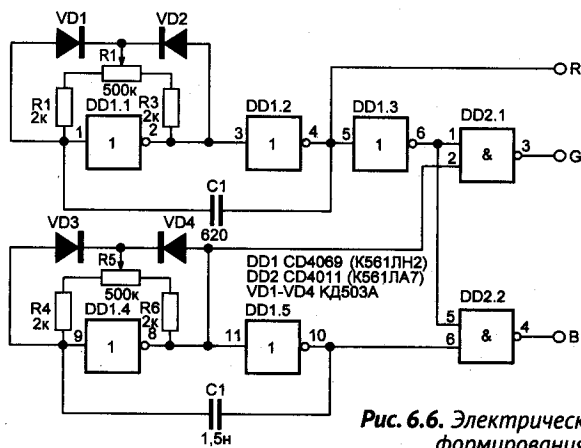 VD1 VD2
R1
500к
R1
2к
R3
2к
DD1.1 DD1.2 DD1.3 DD2.1
1 1 2 3 1 4 5 1 6 1 2 & 3
R
G
C1
620
VD3 VD4
R5
500к
R4
2к
R6
2к
DD1.4 DD1.5
9 1 8 11 1 10
DD1 CD4069 (К561ЛН2)
DD2 CD4011 (К561ЛА7)
VD1-VD4 КД503А
DD2.2
5 6 & 4
B
C1
1,5н
Рис. 6.6. Электрическ
формирования